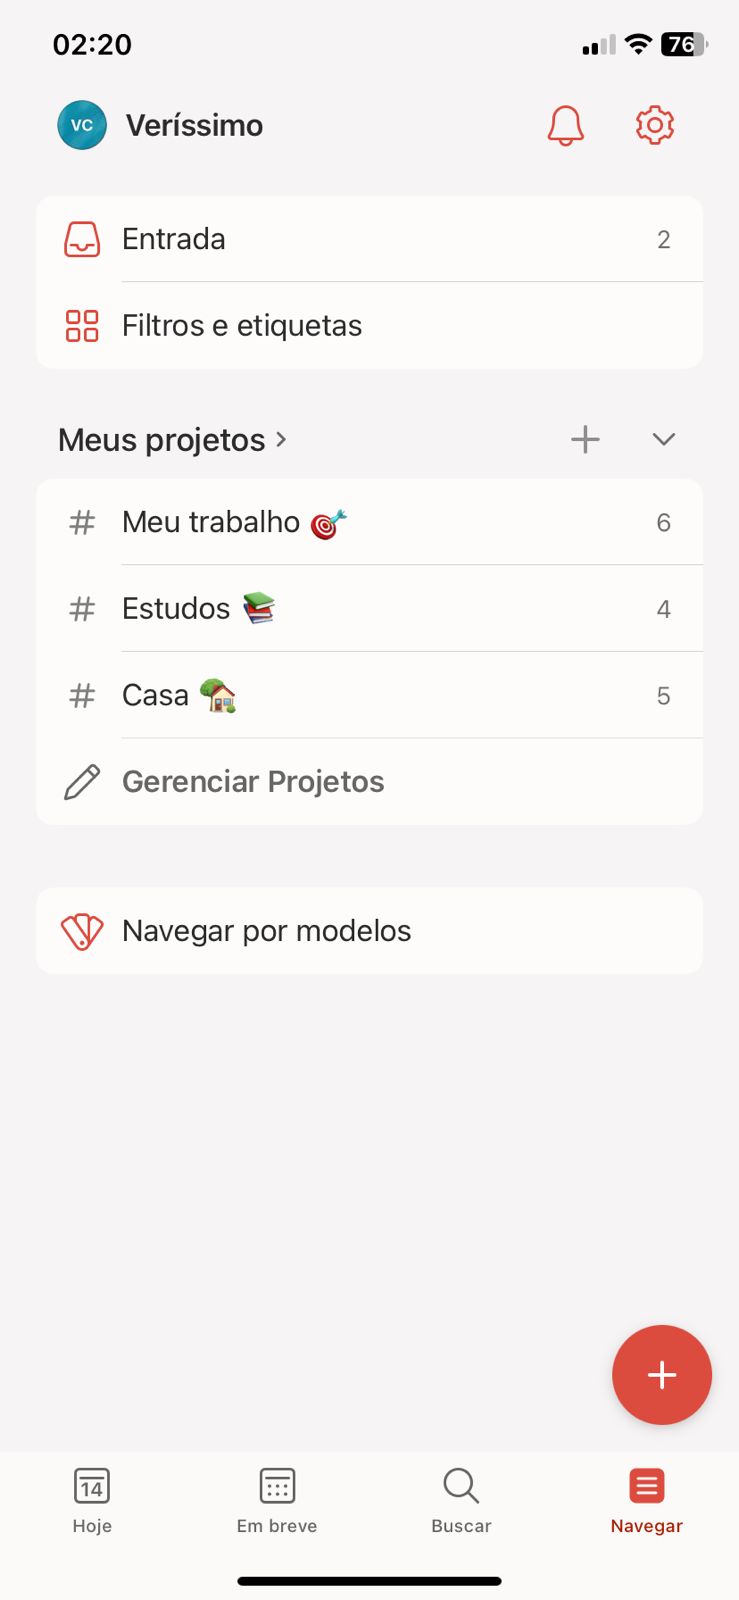 02:20
76
VC
Veríssimo
Entrada
2
Filtros e etiquetas
Meus projetos
Meu trabalho 🎯
6
Estudos 📚
4
Casa 🏡
5
Gerenciar Projetos
Navegar por modelos
14
Hoje
Em breve
Buscar
Navegar